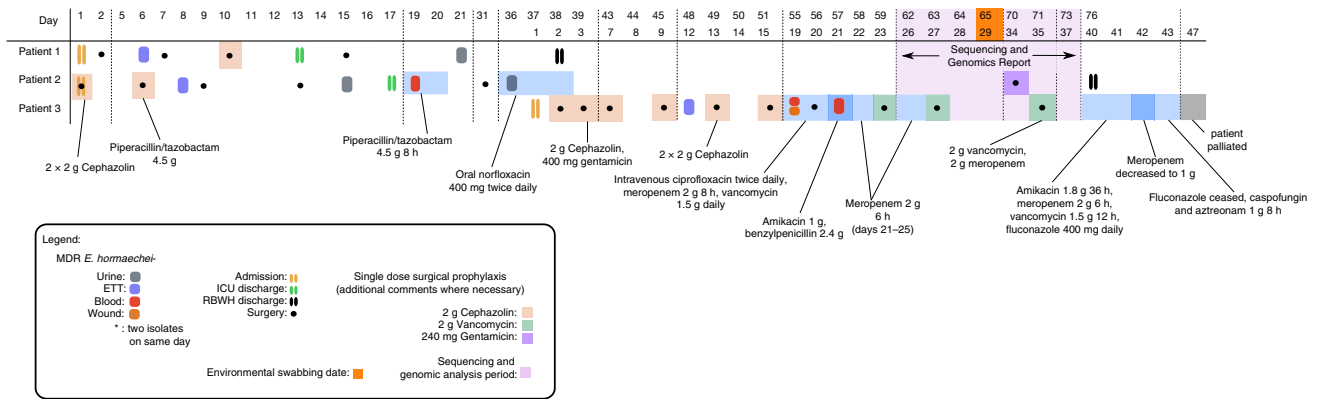 Day 1 2 5 6 7 8 9 10 11 13 14 15 17 19 20 21 31 36 37 38 39 43 44 45 48 49 50 51 55 56 57 58 59 62 63 64 65 70 71 73 76
1 2 3 7 8 9 12 13 14 15 19 20 21 22 23 26 27 28 29 34 35 37 40 41 42 43 47
Patient 1
Patient 2
Patient 3
Sequencing and
Genomics Report
2 × 2 g Cephazolin
Piperacillin/tazobactam
4.5 g
Piperacillin/tazobactam
4.5 g 8 h
Oral norfloxacin
400 mg twice daily
2 g Cephazolin,
400 mg gentamicin
2 × 2 g Cephazolin
Intravenous ciprofloxacin twice daily,
meropenem 2 g 8 h, vancomycin
1.5 g daily
Amikacin 1 g,
benzylpenicillin 2.4 g
Meropenem 2 g
6 h
(days 21–25)
2 g vancomycin,
2 g meropenem
Amikacin 1.8 g 36 h,
meropenem 2 g 6 h,
vancomycin 1.5 g 12 h,
fluconazole 400 mg daily
Meropenem
decreased to 1 g
Fluconazole ceased, caspofungin
and aztreonam 1 g 8 h
patient
palliated
Legend:
MDR E. hormaechei-
Urine:
ETT:
Blood:
Wound:
* : two isolates
on same day
Admission:
ICU discharge:
RBWH discharge:
Surgery:
Environmental swabbing date:
Single dose surgical prophylaxis
(additional comments where necessary)
2 g Cephazolin:
2 g Vancomycin:
240 mg Gentamicin:
Sequencing and
genomic analysis period: